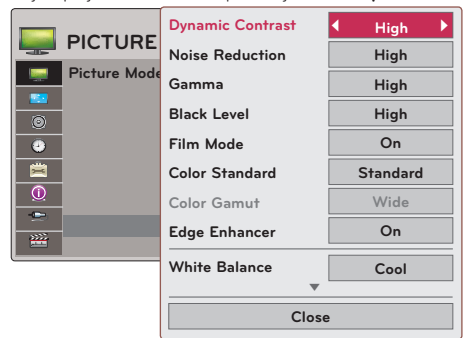 PICTURE
Picture Mode
Dynamic Contrast High
Noise Reduction High
Gamma High
Black Level High
Film Mode On
Color Standard Standard
Color Gamut Wide
Edge Enhancer On
White Balance Cool
Close